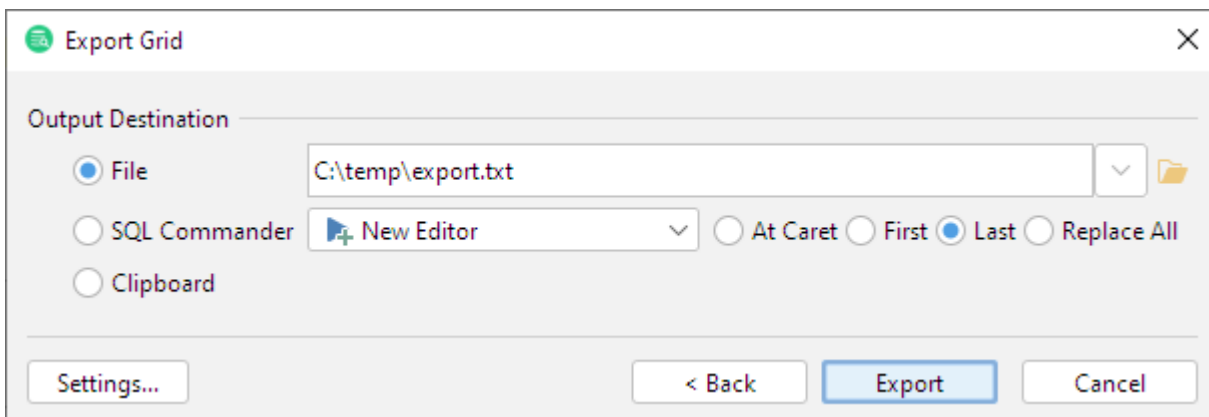 Export Grid
Output Destination
File C:\temp\export.txt
SQL Commander New Editor At Caret First Last Replace All
Clipboard
Settings... < Back Export Cancel